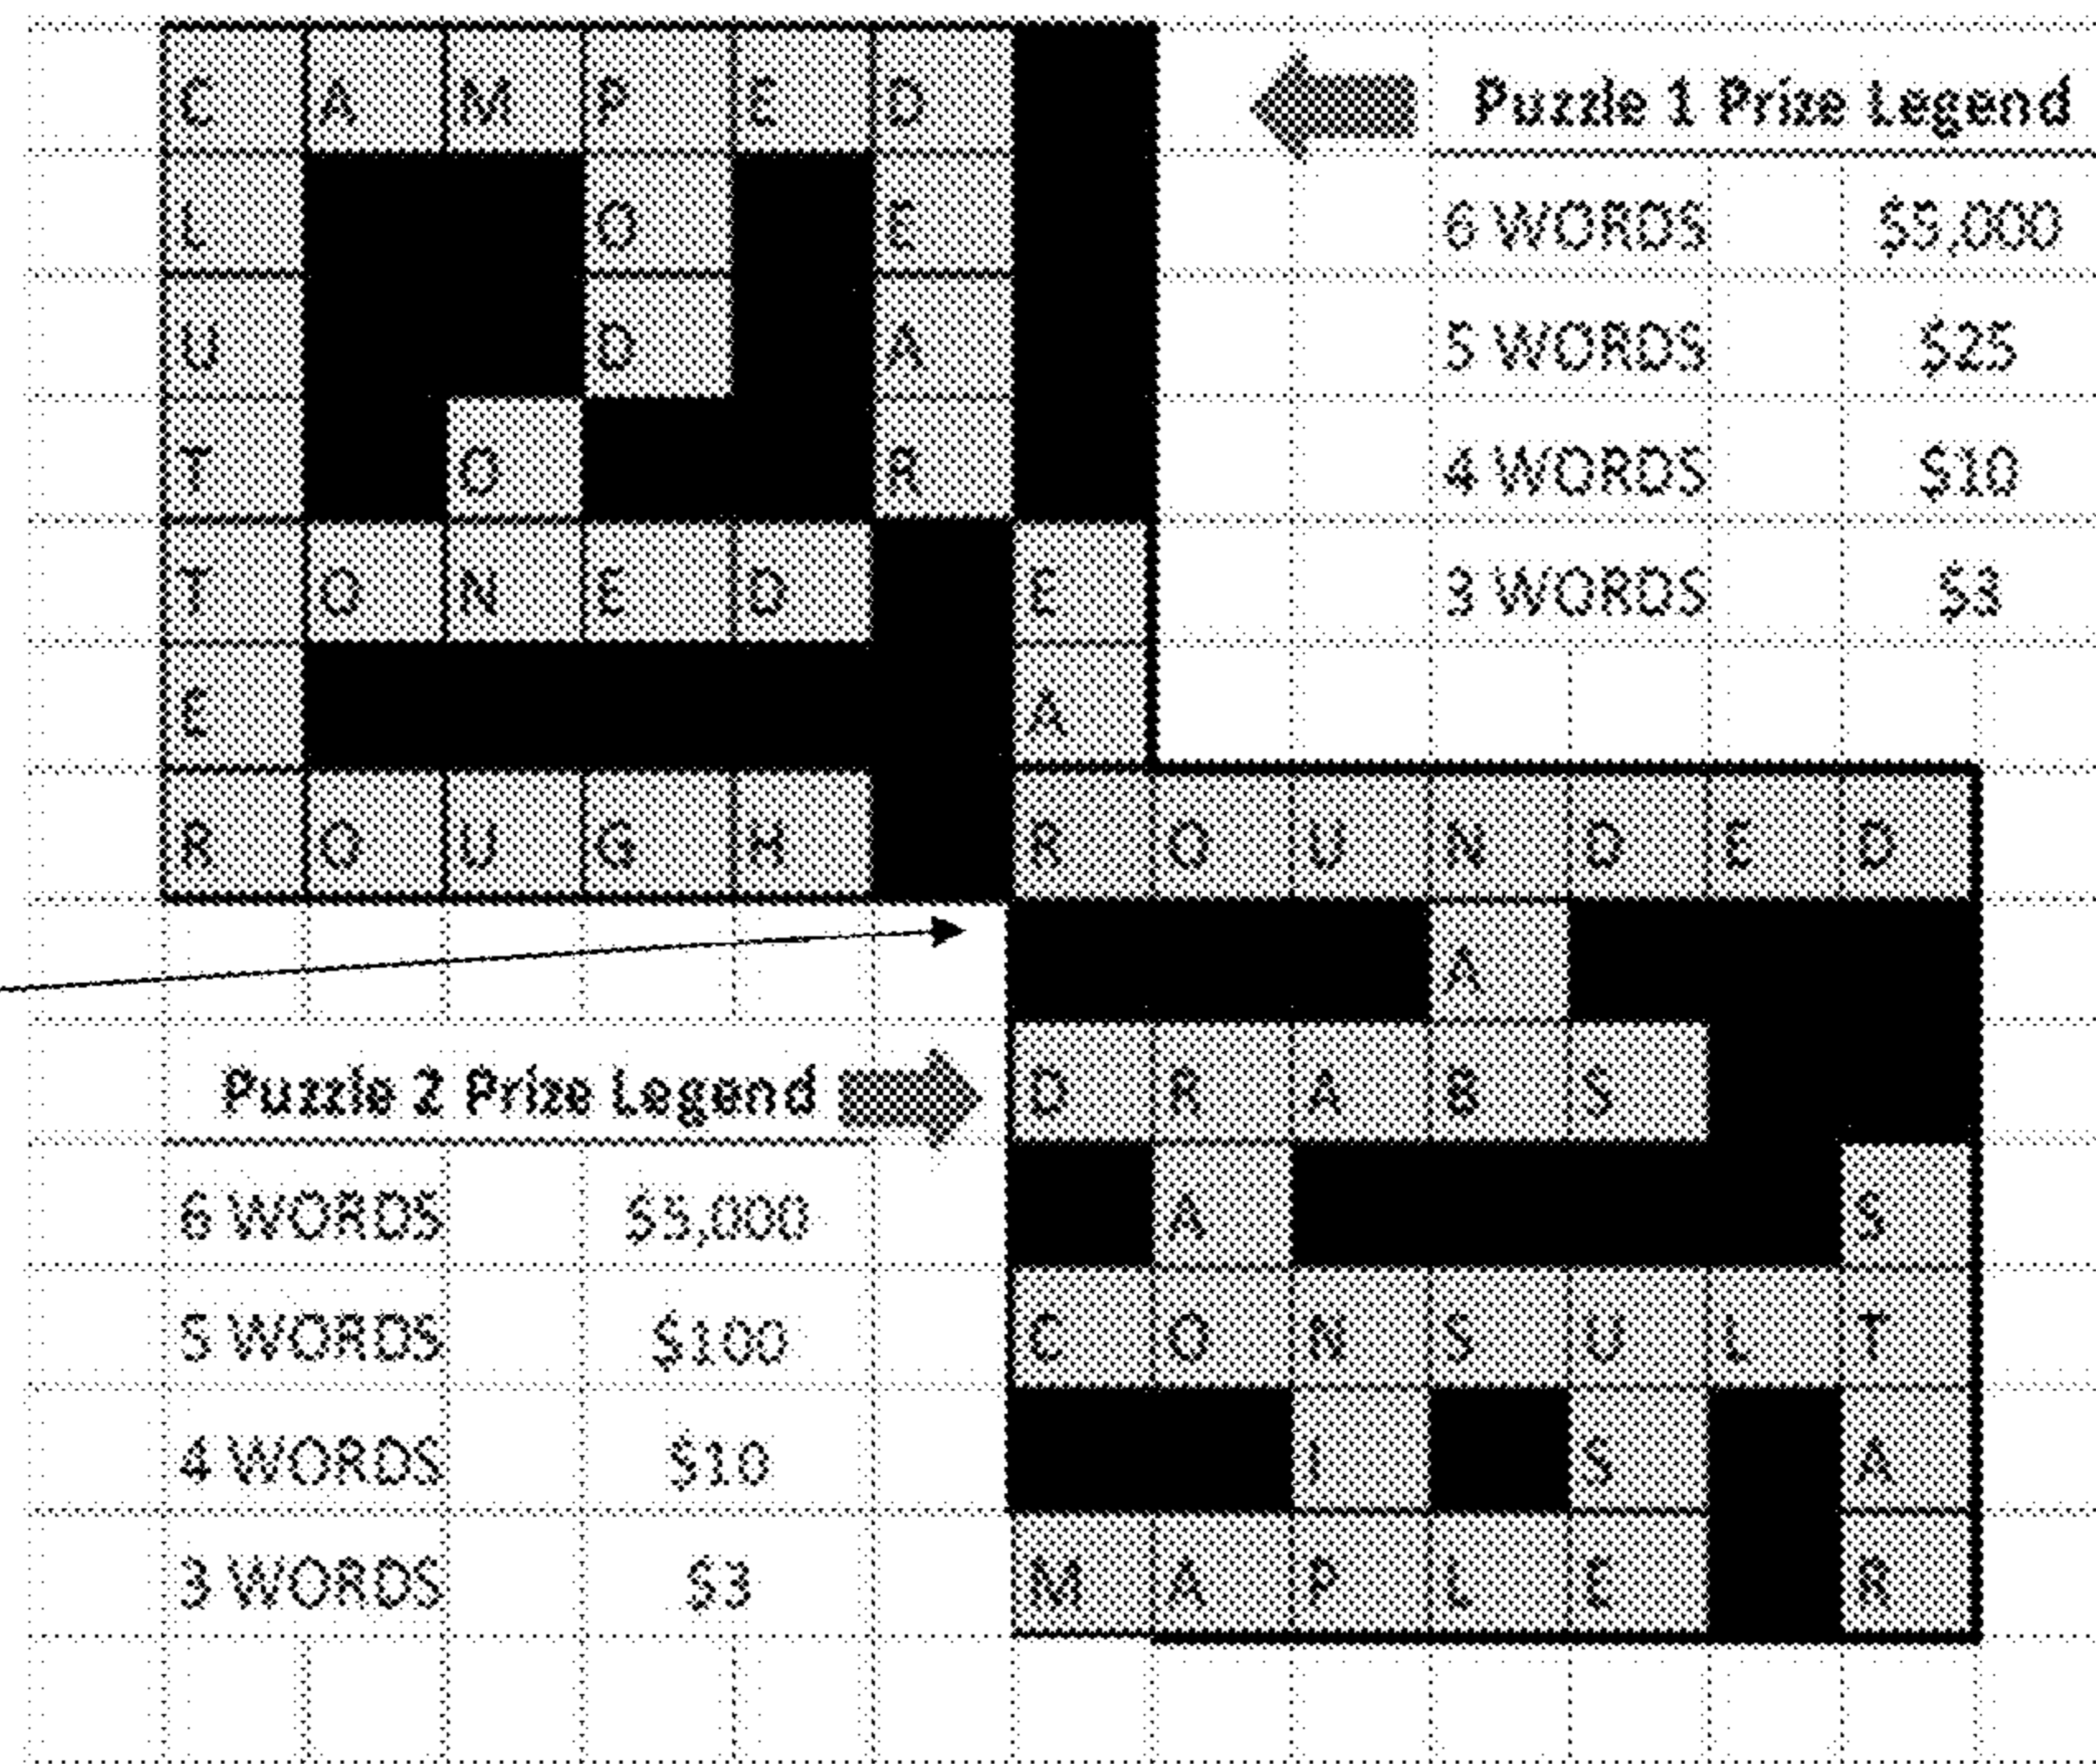 C A M P E D
Puzzle 1 Prize Legend
L O E
6 WORDS $5,000
U D A
5 WORDS $25
T O R
4 WORDS $10
T O N E D E
3 WORDS $3
E A
R O U G H R O U N D E D
A
Puzzle 2 Prize Legend
D R A B S
6 WORDS $5,000
A S
5 WORDS $100
C O N S U L T
4 WORDS $10
I S A
3 WORDS $3
M A P L E R